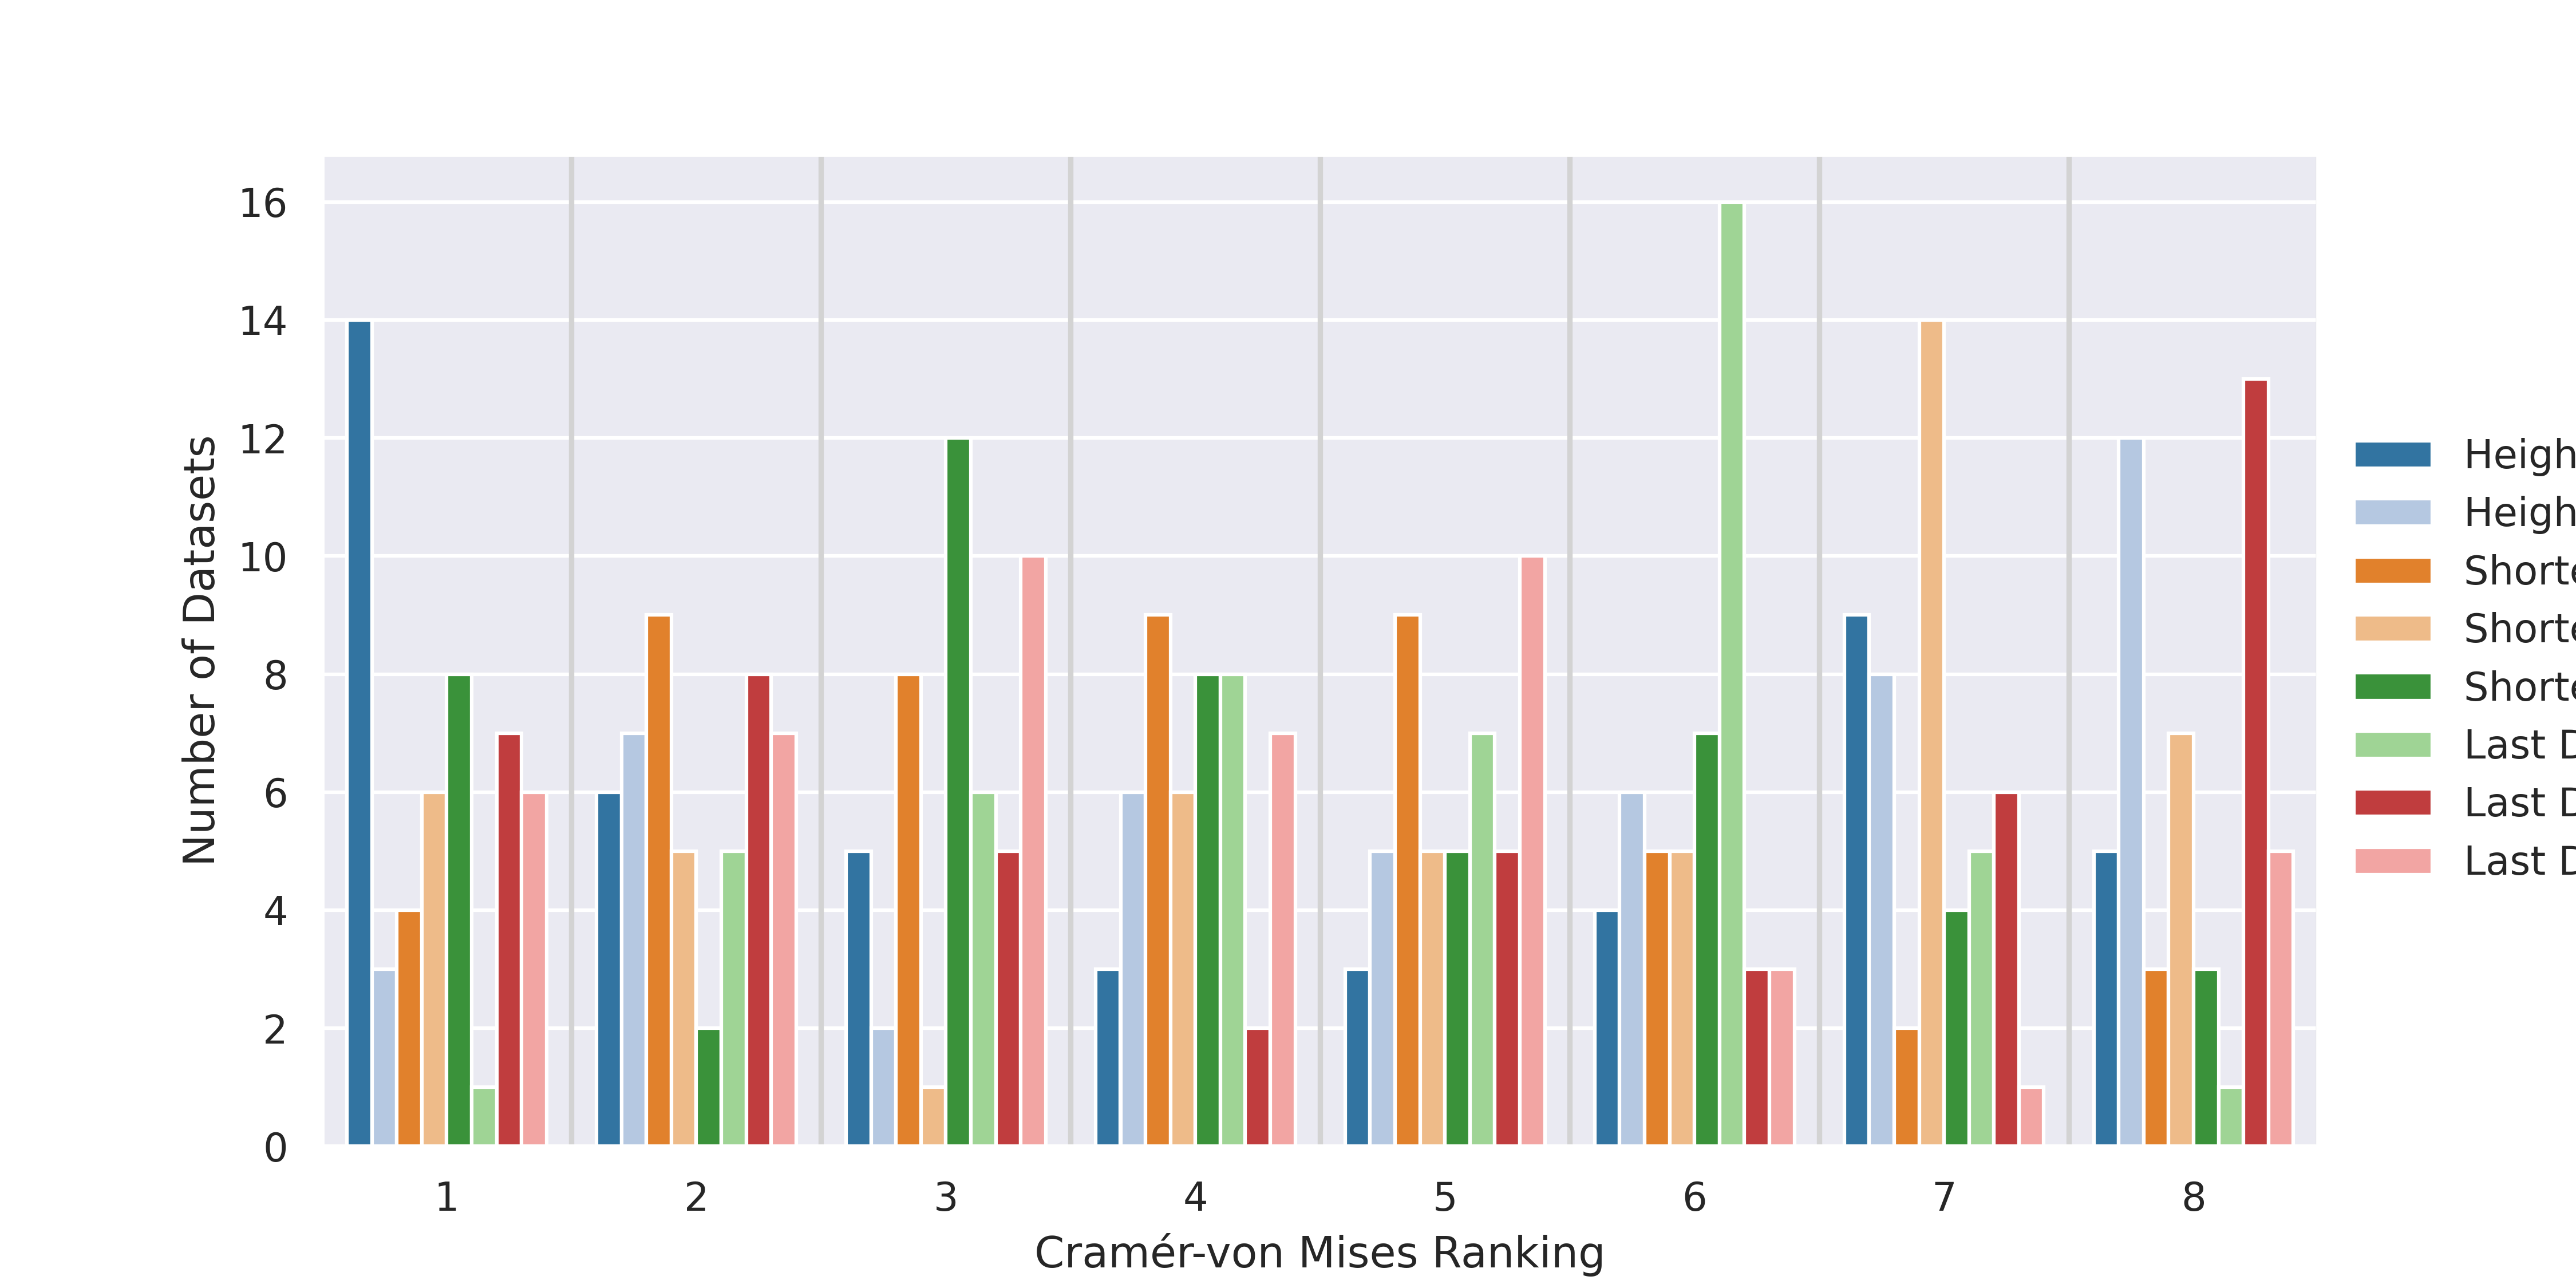 Number of Datasets
16
14
12
10
8
6
4
2
0
1 2 3 4 5 6 7 8
Cramér-von Mises Ranking
Heigh
Heigh
Shorte
Shorte
Shorte
Last D
Last D
Last D